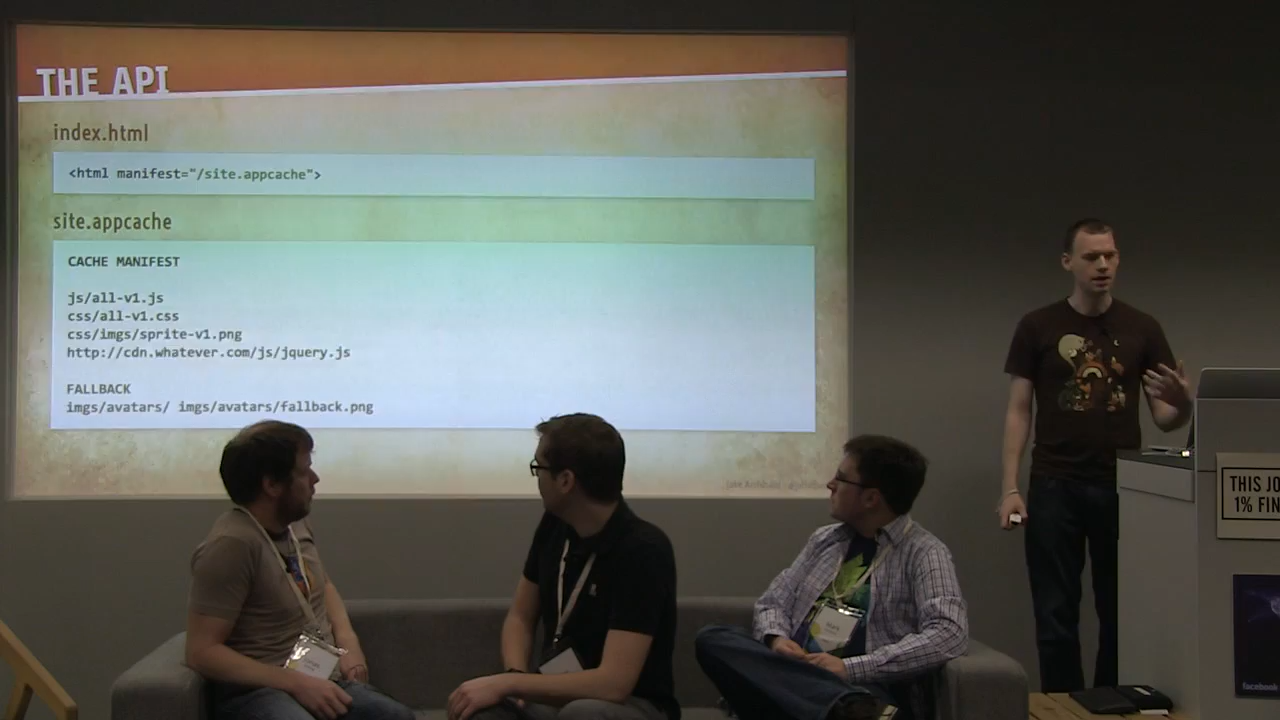 THE API
index.html
<html manifest="/site.appcache">
site.appcache
CACHE MANIFEST
js/all-v1.js
css/all-v1.css
css/imgs/sprite-v1.png
http://cdn.whatever.com/js/jquery.js
FALLBACK
imgs/avatars/ imgs/avatars/fallback.png
THIS JO
1% FIN
Mark
facebook